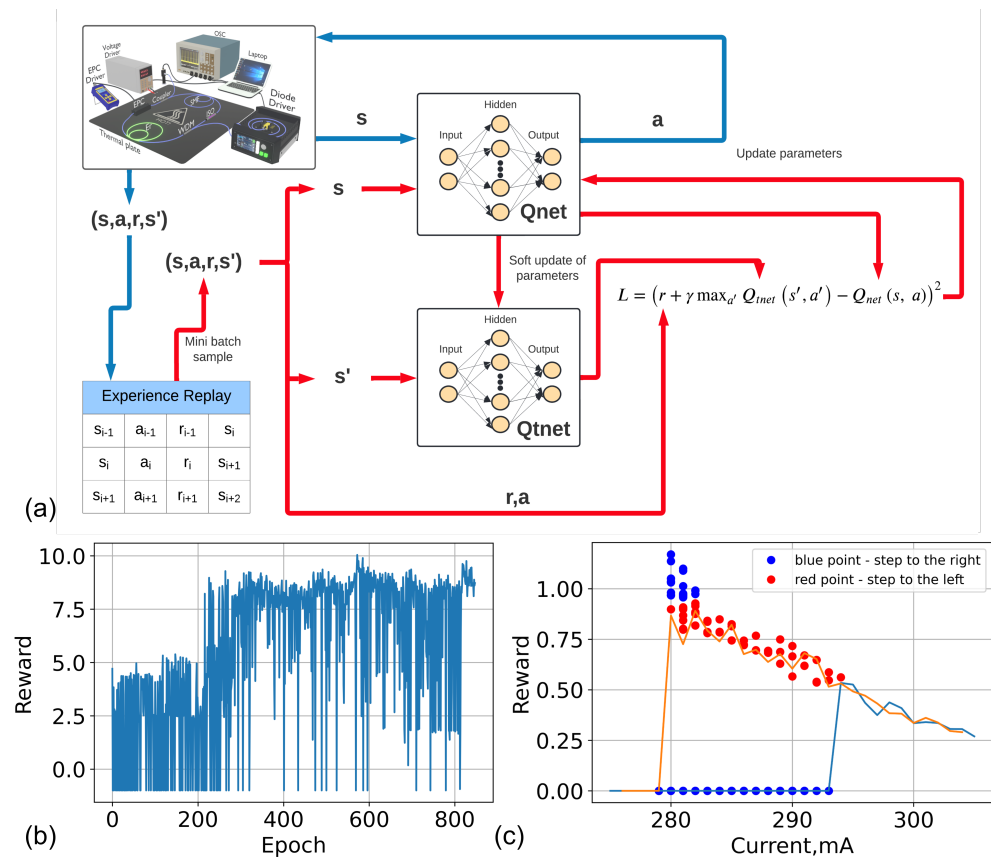 OSC
Voltage
Driver
Laptop
EPC
Driver
Diode
Driver
EPC
Coupler
SMF
ISO
WDM
Thermal plate
s
a
Hidden
Input
Output
Qnet
Update parameters
(s,a,r,s')
s
(s,a,r,s')
Soft update of
parameters
L = (r + γ max_a' Q_tnet (s', a') − Q_net (s, a))²
Mini batch
sample
Hidden
Input
Output
s'
Qtnet
Experience Replay
s_i-1 a_i-1 r_i-1 s_i
s_i a_i r_i s_i+1
s_i+1 a_i+1 r_i+1 s_i+2
r,a
(a)
10.0
7.5
5.0
2.5
0.0
Reward
0 200 400 600 800
Epoch
(b)
blue point - step to the right
red point - step to the left
1.00
0.75
0.50
0.25
0.00
Reward
280 290 300
Current,mA
(c)